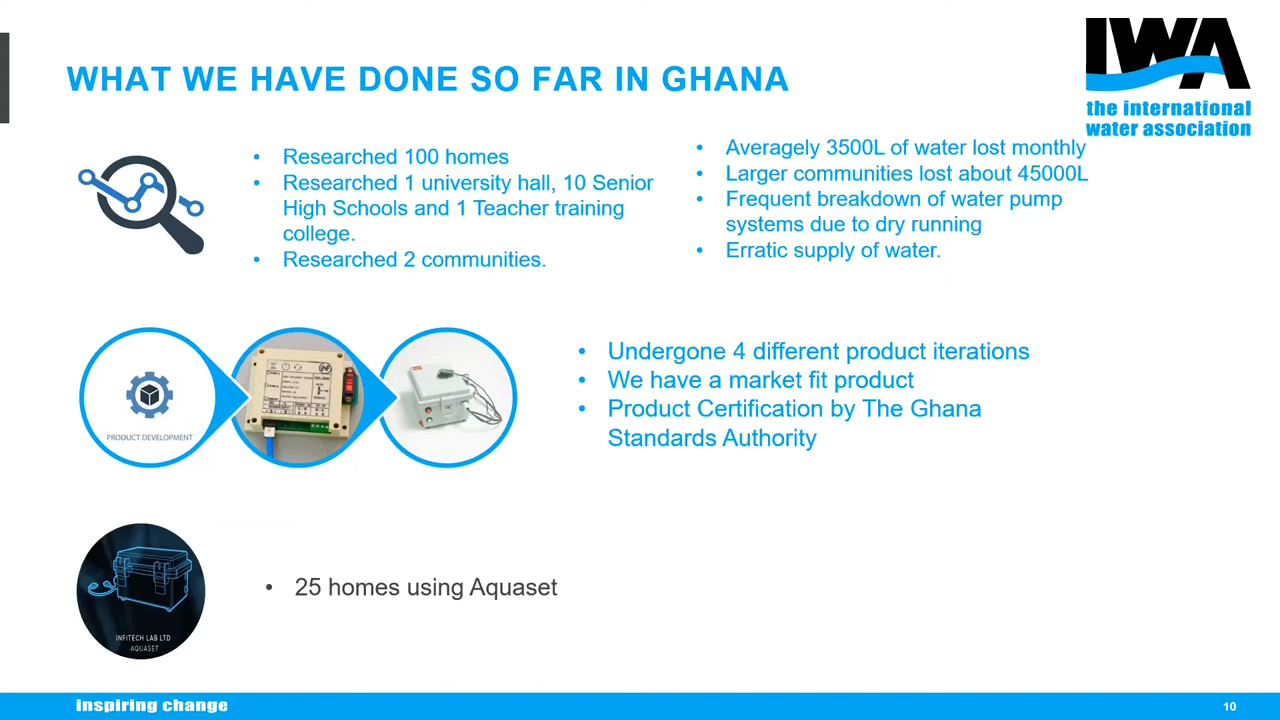 WHAT WE HAVE DONE SO FAR IN GHANA
IWA
the international
water association
• Researched 100 homes
• Researched 1 university hall, 10 Senior
High Schools and 1 Teacher training
college.
• Researched 2 communities.
• Averagely 3500L of water lost monthly
• Larger communities lost about 45000L
• Frequent breakdown of water pump
systems due to dry running
• Erratic supply of water.
PRODUCT DEVELOPMENT
• Undergone 4 different product iterations
• We have a market fit product
• Product Certification by The Ghana
Standards Authority
INFITECH LAB LTD
AQUASET
• 25 homes using Aquaset
inspiring change
10